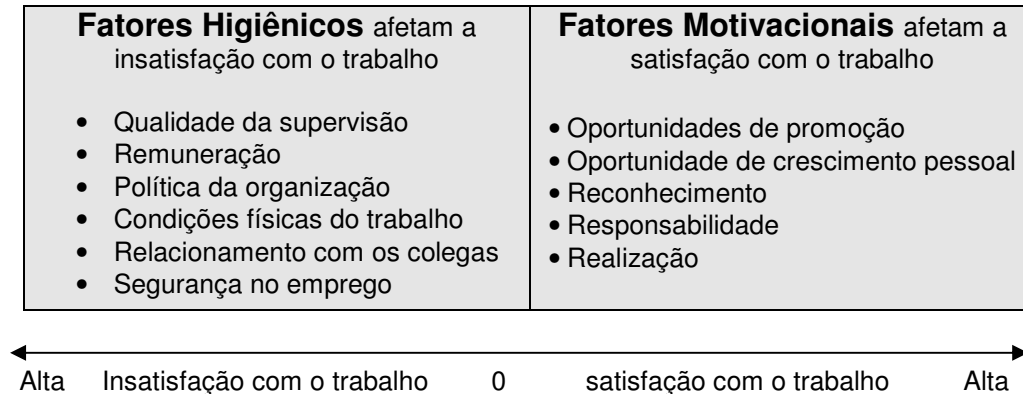 Fatores Higiênicos afetam a
insatisfação com o trabalho
• Qualidade da supervisão
• Remuneração
• Política da organização
• Condições físicas do trabalho
• Relacionamento com os colegas
• Segurança no emprego
Fatores Motivacionais afetam a
satisfação com o trabalho
• Oportunidades de promoção
• Oportunidade de crescimento pessoal
• Reconhecimento
• Responsabilidade
• Realização
Alta Insatisfação com o trabalho 0 satisfação com o trabalho Alta